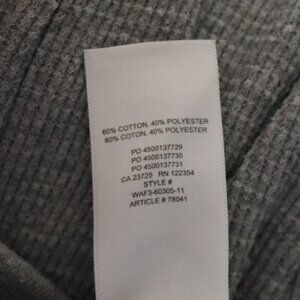 60% COTTON, 40% POLYESTER
60% COTTON, 40% POLYESTER
PO 4500137729
PO 4500137730
PO 4500137731
CA 23725 RN 122354
STYLE #
WAF3-60305-11
ARTICLE # 78041